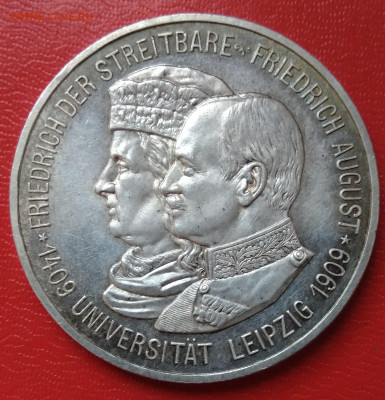 *FRIEDRICH DER STREITBARE·FRIEDRICH AUGUST*
1409 UNIVERSITÄT LEIPZIG 1909